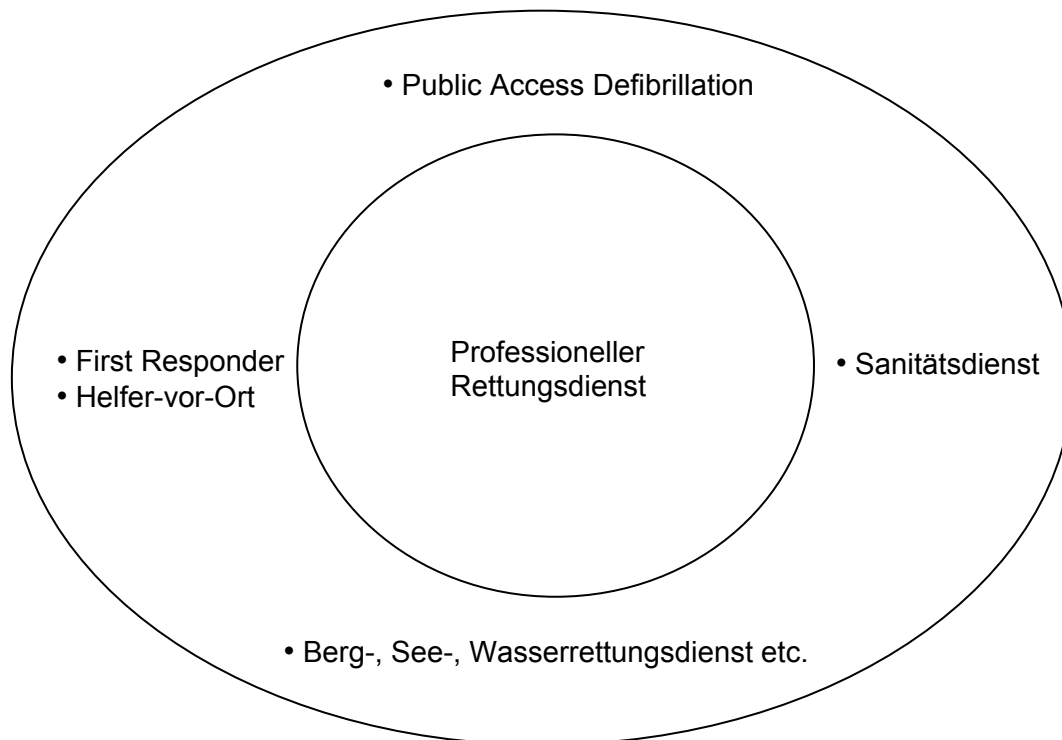 • Public Access Defibrillation
• First Responder
• Helfer-vor-Ort
Professioneller
Rettungsdienst
• Sanitätsdienst
• Berg-, See-, Wasserrettungsdienst etc.